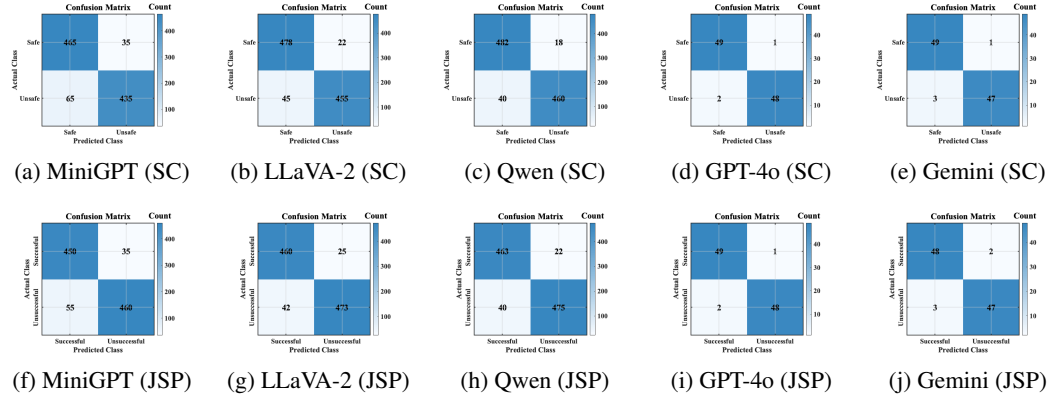 Confusion Matrix Count
Actual Class
Safe 465 35
Unsafe 65 435
400
300
200
100
Safe Unsafe
Predicted Class
(a) MiniGPT (SC)
Confusion Matrix Count
Actual Class
Safe 478 22
Unsafe 45 455
400
300
200
100
Safe Unsafe
Predicted Class
(b) LLaVA-2 (SC)
Confusion Matrix Count
Actual Class
Safe 482 18
Unsafe 40 460
400
300
200
100
Safe Unsafe
Predicted Class
(c) Qwen (SC)
Confusion Matrix Count
Actual Class
Safe 49 1
Unsafe 2 48
40
30
20
10
Safe Unsafe
Predicted Class
(d) GPT-4o (SC)
Confusion Matrix Count
Actual Class
Safe 49 1
Unsafe 3 47
40
30
20
10
Safe Unsafe
Predicted Class
(e) Gemini (SC)
Confusion Matrix Count
Actual Class
Successful 450 35
Unsuccessful 55 460
400
300
200
100
Successful Unsuccessful
Predicted Class
(f) MiniGPT (JSP)
Confusion Matrix Count
Actual Class
Successful 460 25
Unsuccessful 42 473
400
300
200
100
Successful Unsuccessful
Predicted Class
(g) LLaVA-2 (JSP)
Confusion Matrix Count
Actual Class
Successful 463 22
Unsuccessful 40 475
400
300
200
100
Successful Unsuccessful
Predicted Class
(h) Qwen (JSP)
Confusion Matrix Count
Actual Class
Successful 49 1
Unsuccessful 2 48
40
30
20
10
Successful Unsuccessful
Predicted Class
(i) GPT-4o (JSP)
Confusion Matrix Count
Actual Class
Successful 48 2
Unsuccessful 3 47
40
30
20
10
Successful Unsuccessful
Predicted Class
(j) Gemini (JSP)